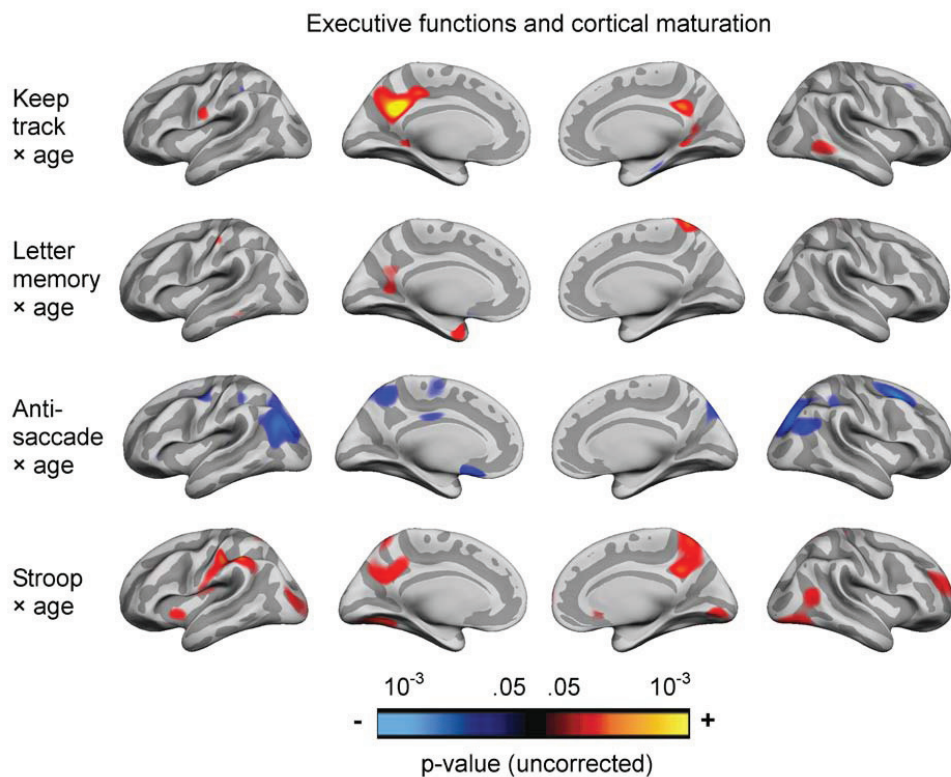 Executive functions and cortical maturation
Keep
track
× age
Letter
memory
× age
Anti-
saccade
× age
Stroop
× age
10⁻³ .05 .05 10⁻³
- +
p-value (uncorrected)